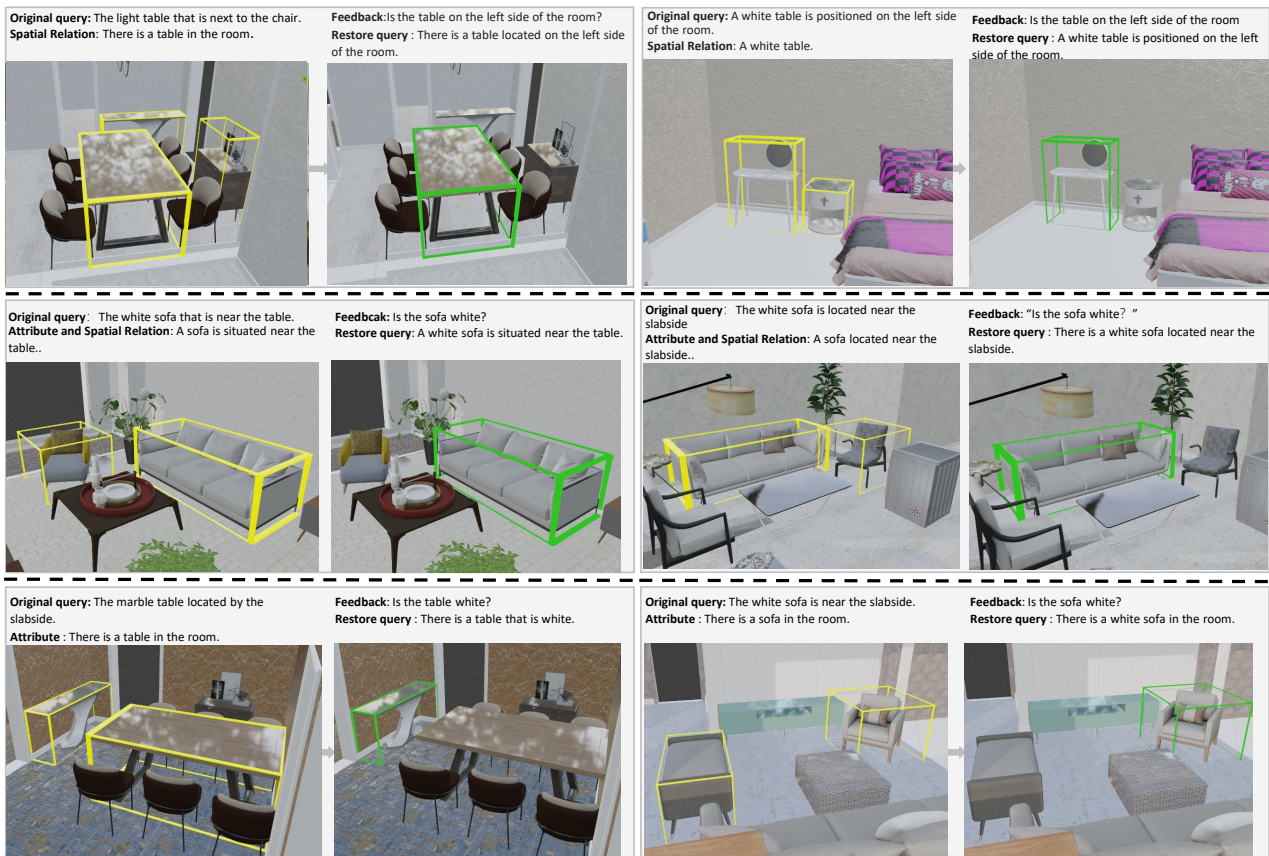 Original query: The light table that is next to the chair.
Spatial Relation: There is a table in the room.
Feedback:Is the table on the left side of the room?
Restore query : There is a table located on the left side
of the room.
Original query: A white table is positioned on the left side
of the room.
Spatial Relation: A white table.
Feedback: Is the table on the left side of the room
Restore query : A white table is positioned on the left
side of the room.
Original query： The white sofa that is near the table.
Attribute and Spatial Relation: A sofa is situated near the
table..
Feedbcak: Is the sofa white?
Restore query: A white sofa is situated near the table.
Original query： The white sofa is located near the
slabside
Attribute and Spatial Relation: A sofa located near the
slabside..
Feedback: “Is the sofa white？”
Restore query : There is a white sofa located near the
slabside.
Original query: The marble table located by the
slabside.
Attribute : There is a table in the room.
Feedback: Is the table white?
Restore query : There is a table that is white.
Original query: The white sofa is near the slabside.
Attribute : There is a sofa in the room.
Feedback: Is the sofa white?
Restore query : There is a white sofa in the room.